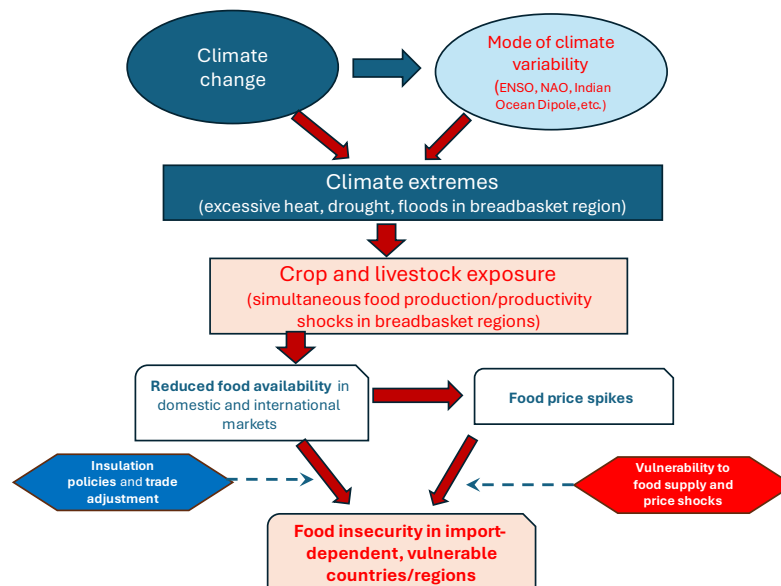 Climate
change
Mode of climate
variability
(ENSO, NAO, Indian
Ocean Dipole,etc.)
Climate extremes
(excessive heat, drought, floods in breadbasket region)
Crop and livestock exposure
(simultaneous food production/productivity
shocks in breadbasket regions)
Reduced food availability in
domestic and international
markets
Food price spikes
Insulation
policies and trade
adjustment
Vulnerability to
food supply and
price shocks
Food insecurity in import-
dependent, vulnerable
countries/regions